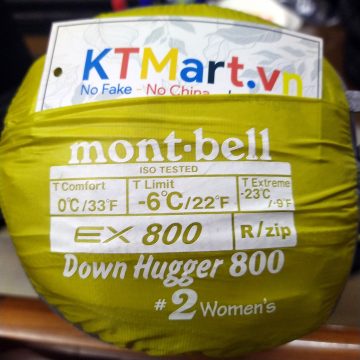 KTMart.vn
No Fake - No China
mont-bell
ISO TESTED
T Comfort
0℃/33°F
T Limit
-6℃/22°F
T Extreme
-23℃
/-9°F
EX 800
R/zip
Down Hugger 800
#2 Women's